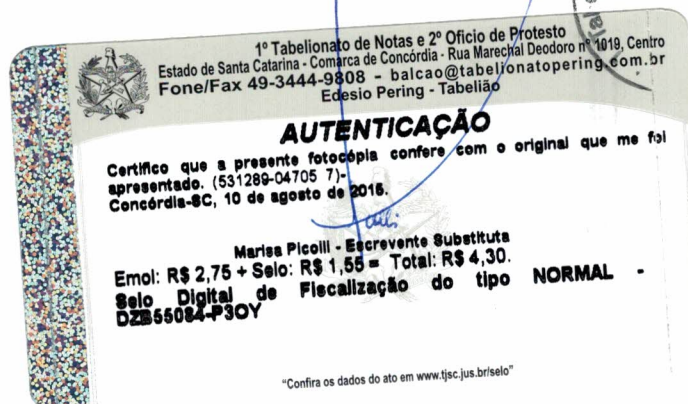 1º Tabelionato de Notas e 2º Oficio de Protesto
Estado de Santa Catarina - Comarca de Concórdia - Rua Marechal Deodoro nº 1019, Centro
Fone/Fax 49-3444-9808 - balcao@tabelionatopering.com.br
Edesio Pering - Tabelião
AUTENTICAÇÃO
Certifico que a presente fotocópia confere com o original que me foi
apresentado. (531289-04705 7)-
Concórdia-SC, 10 de agosto de 2015.
Marisa Picolli - Escrevente Substituta
Emol: R$ 2,75 + Selo: R$ 1,55 = Total: R$ 4,30.
Selo Digital de Fiscalização do tipo NORMAL -
DZB55084-P3OY
"Confira os dados do ato em www.tjsc.jus.br/selo"